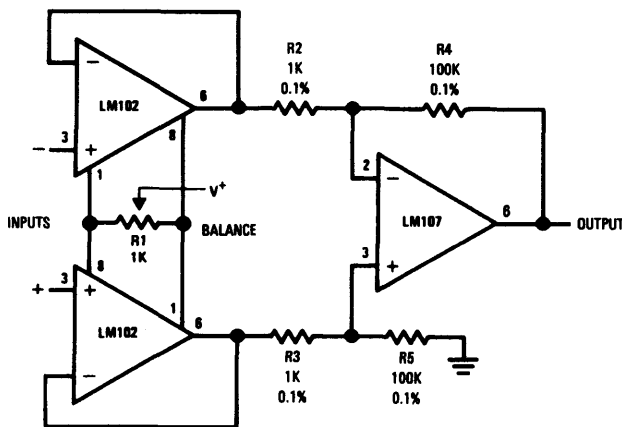 R2
1K
0.1%
R4
100K
0.1%
−
LM102
6
8
− 3 +
1
2
−
V+
LM107
6
OUTPUT
INPUTS
R1
1K
BALANCE
8
3
+
+ 3 +
1
LM102
6
−
R3
1K
0.1%
R5
100K
0.1%